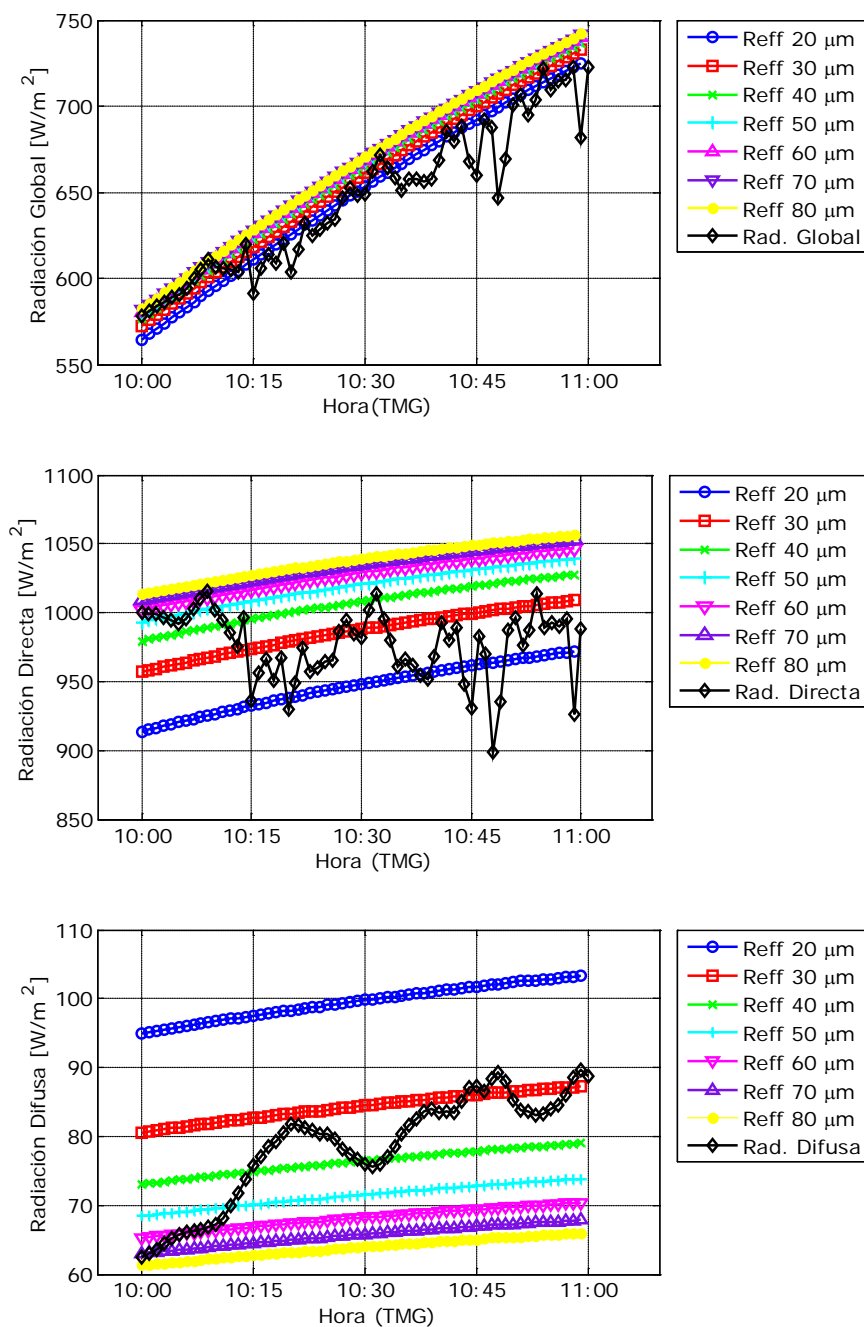 Radiación Global [W/m²]
750
700
650
600
550
10:00 10:15 10:30 10:45 11:00
Hora(TMG)
Reff 20 μm
Reff 30 μm
Reff 40 μm
Reff 50 μm
Reff 60 μm
Reff 70 μm
Reff 80 μm
Rad. Global
Radiación Directa [W/m²]
1100
1050
1000
950
900
850
10:00 10:15 10:30 10:45 11:00
Hora (TMG)
Reff 20 μm
Reff 30 μm
Reff 40 μm
Reff 50 μm
Reff 60 μm
Reff 70 μm
Reff 80 μm
Rad. Directa
Radiación Difusa [W/m²]
110
100
90
80
70
60
10:00 10:15 10:30 10:45 11:00
Hora (TMG)
Reff 20 μm
Reff 30 μm
Reff 40 μm
Reff 50 μm
Reff 60 μm
Reff 70 μm
Reff 80 μm
Rad. Difusa